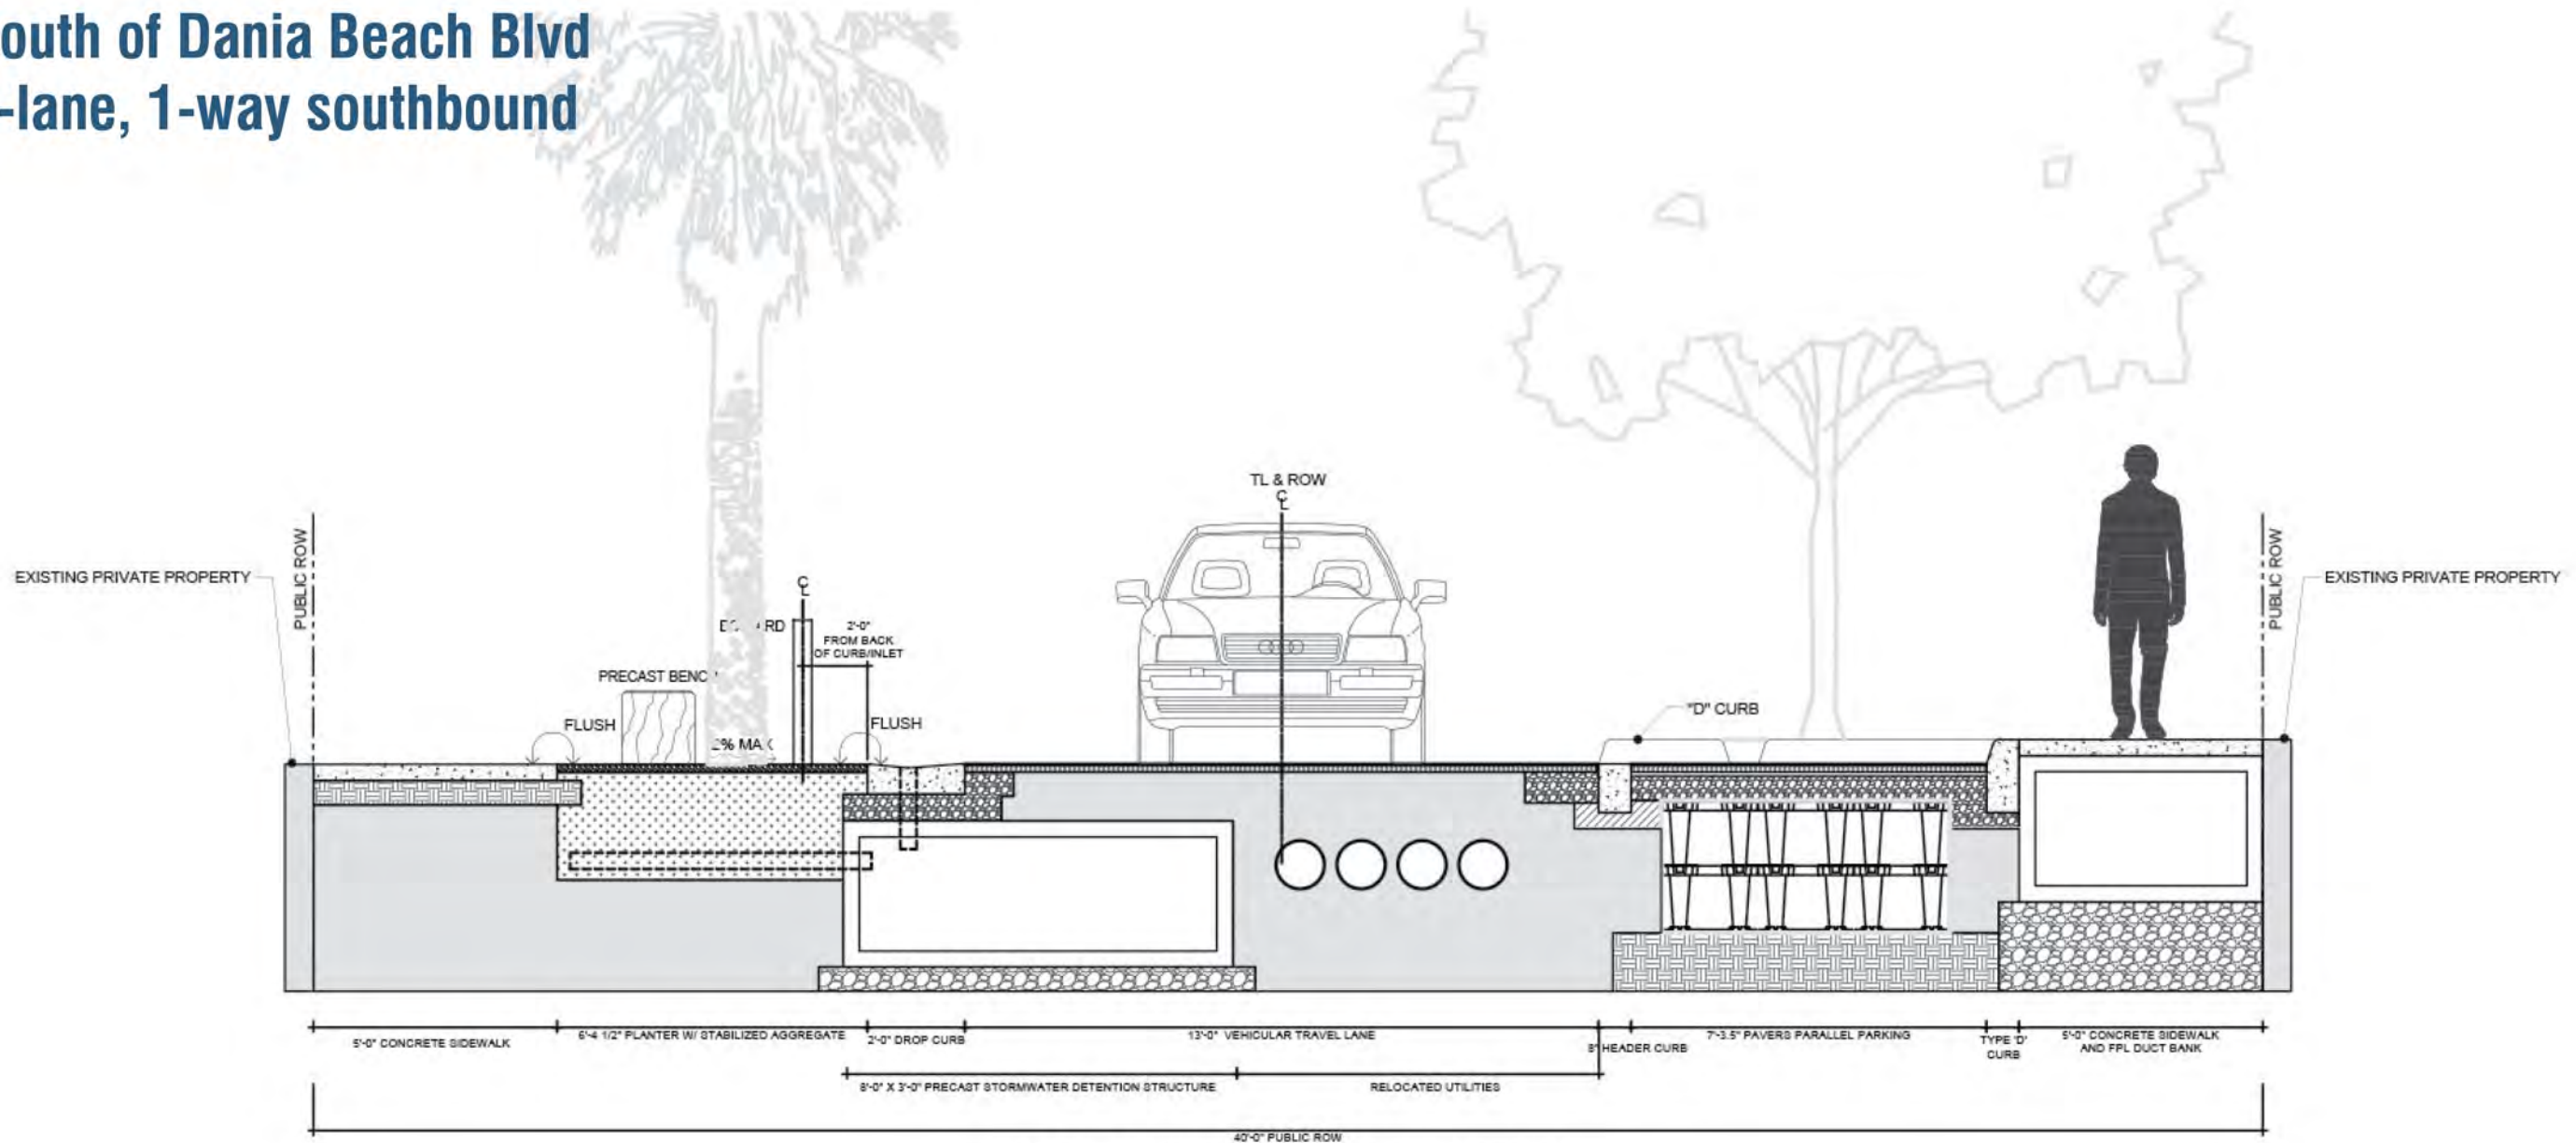 outh of Dania Beach Blvd
-lane, 1-way southbound
TL & ROW
PUBLIC ROW
PUBLIC ROW
EXISTING PRIVATE PROPERTY
EXISTING PRIVATE PROPERTY
2'-0"
FROM BACK
OF CURB/INLET
PRECAST
FLUSH
FLUSH
"D" CURB
2% MAX
5'-0" CONCRETE SIDEWALK
6'-4 1/2" PLANTER W/ STABILIZED AGGREGATE
2'-0" DROP CURB
13'-0" VEHICULAR TRAVEL LANE
8" HEADER CURB
7'-3.5" PAVERS PARALLEL PARKING
TYPE 'D'
CURB
5'-0" CONCRETE SIDEWALK
AND FPL DUCT BANK
8'-0" X 3'-0" PRECAST STORMWATER DETENTION STRUCTURE
RELOCATED UTILITIES
40'-0" PUBLIC ROW